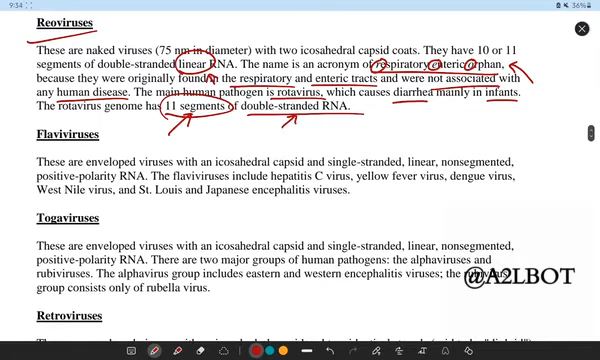 9:34
36%
Reoviruses
These are naked viruses (75 nm in diameter) with two icosahedral capsid coats. They have 10 or 11
segments of double-stranded linear RNA. The name is an acronym of respiratory enteric orphan,
because they were originally found in the respiratory and enteric tracts and were not associated with
any human disease. The main human pathogen is rotavirus, which causes diarrhea mainly in infants.
The rotavirus genome has 11 segments of double-stranded RNA.
Flaviviruses
These are enveloped viruses with an icosahedral capsid and single-stranded, linear, nonsegmented,
positive-polarity RNA. The flaviviruses include hepatitis C virus, yellow fever virus, dengue virus,
West Nile virus, and St. Louis and Japanese encephalitis viruses.
Togaviruses
These are enveloped viruses with an icosahedral capsid and single-stranded, linear, nonsegmented,
positive-polarity RNA. There are two major groups of human pathogens: the alphaviruses and
rubiviruses. The alphavirus group includes eastern and western encephalitis viruses; the rubivirus
group consists only of rubella virus.
@A2LBOT
Retroviruses